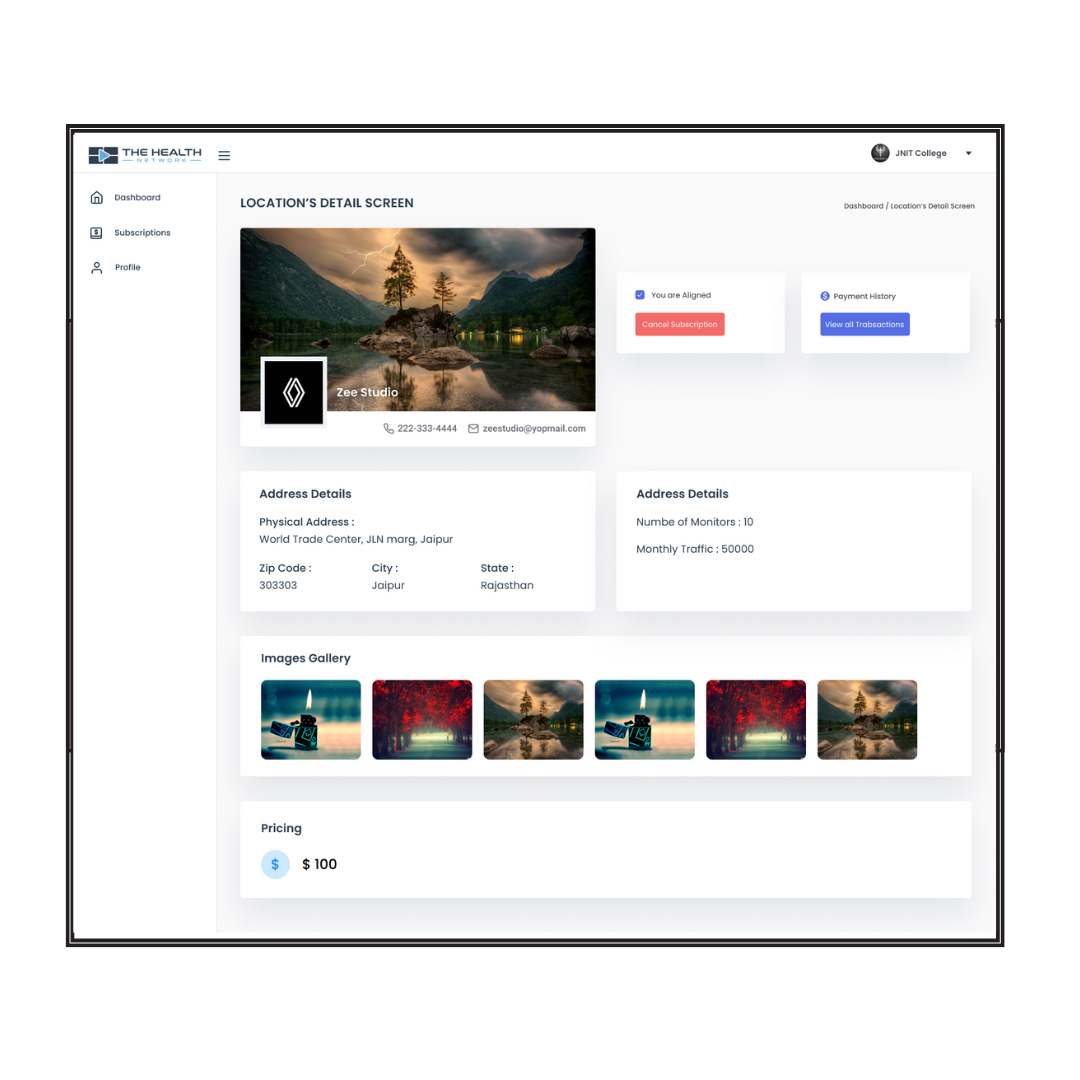 THE HEALTH
NETWORK
JNIT College
Dashboard
Subscriptions
Profile
LOCATION'S DETAIL SCREEN
Dashboard / Location's Detail Screen
Zee Studio
222-333-4444 zeestudio@yopmail.com
You are Aligned
Cancel Subscription
Payment History
View all Trabsactions
Address Details
Physical Address :
World Trade Center, JLN marg, Jaipur
Zip Code : City : State :
303303 Jaipur Rajasthan
Address Details
Numbe of Monitors : 10
Monthly Traffic : 50000
Images Gallery
Pricing
$ $ 100